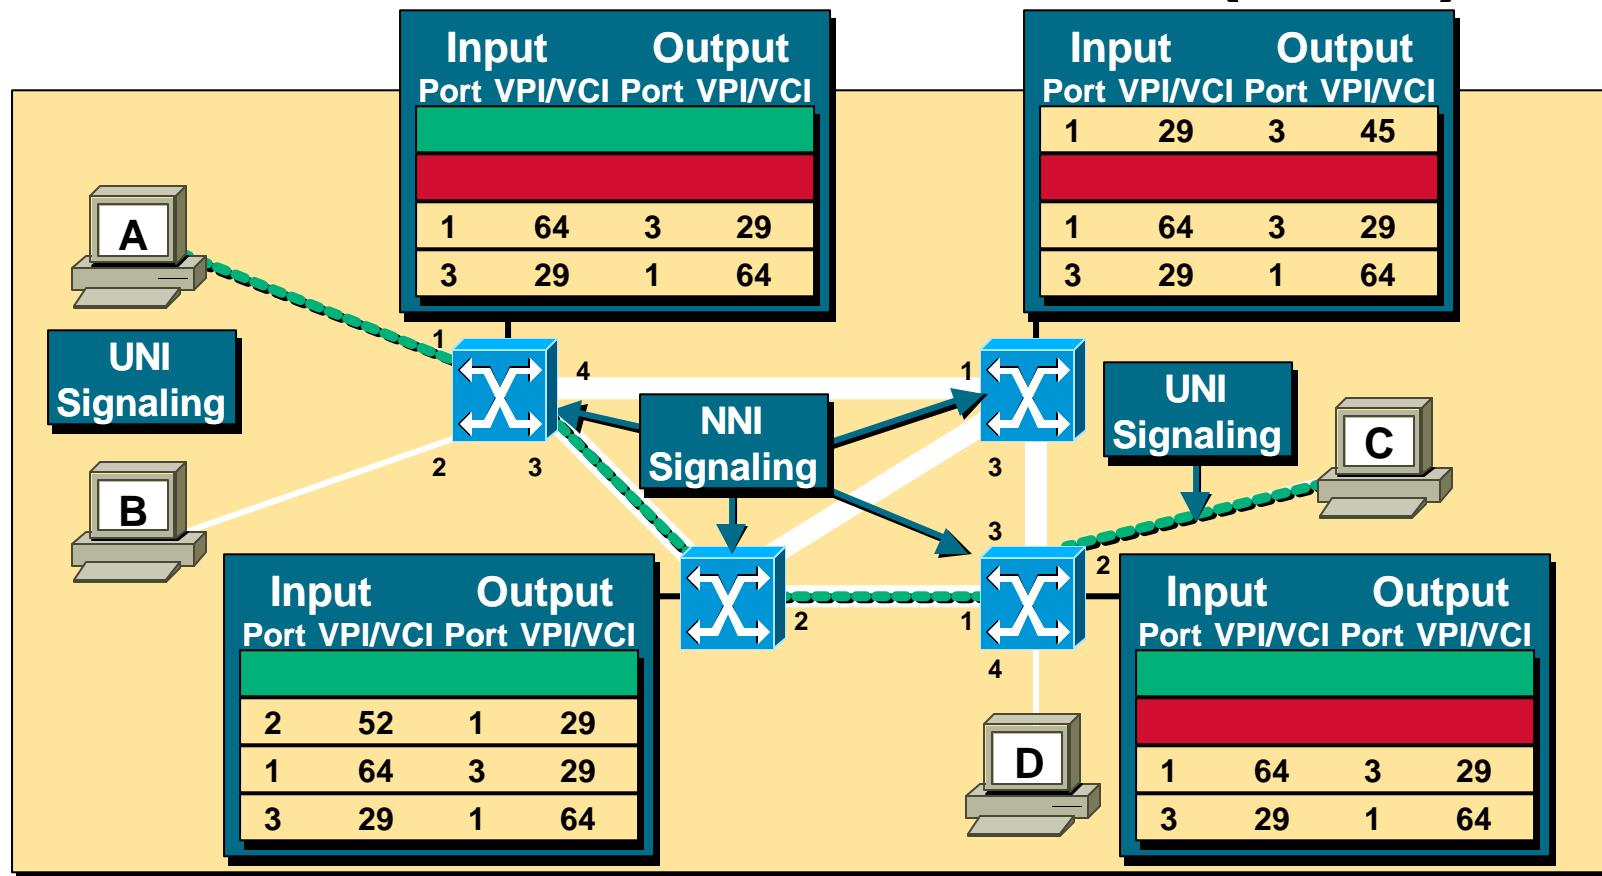 Input Output
Port VPI/VCI Port VPI/VCI
1 64 3 29
3 29 1 64
Input Output
Port VPI/VCI Port VPI/VCI
1 29 3 45
1 64 3 29
3 29 1 64
A
UNI
Signaling
B
1
4
2
3
NNI
Signaling
1
3
UNI
Signaling
C
3
2
2
1
4
D
Input Output
Port VPI/VCI Port VPI/VCI
2 52 1 29
1 64 3 29
3 29 1 64
Input Output
Port VPI/VCI Port VPI/VCI
1 64 3 29
3 29 1 64